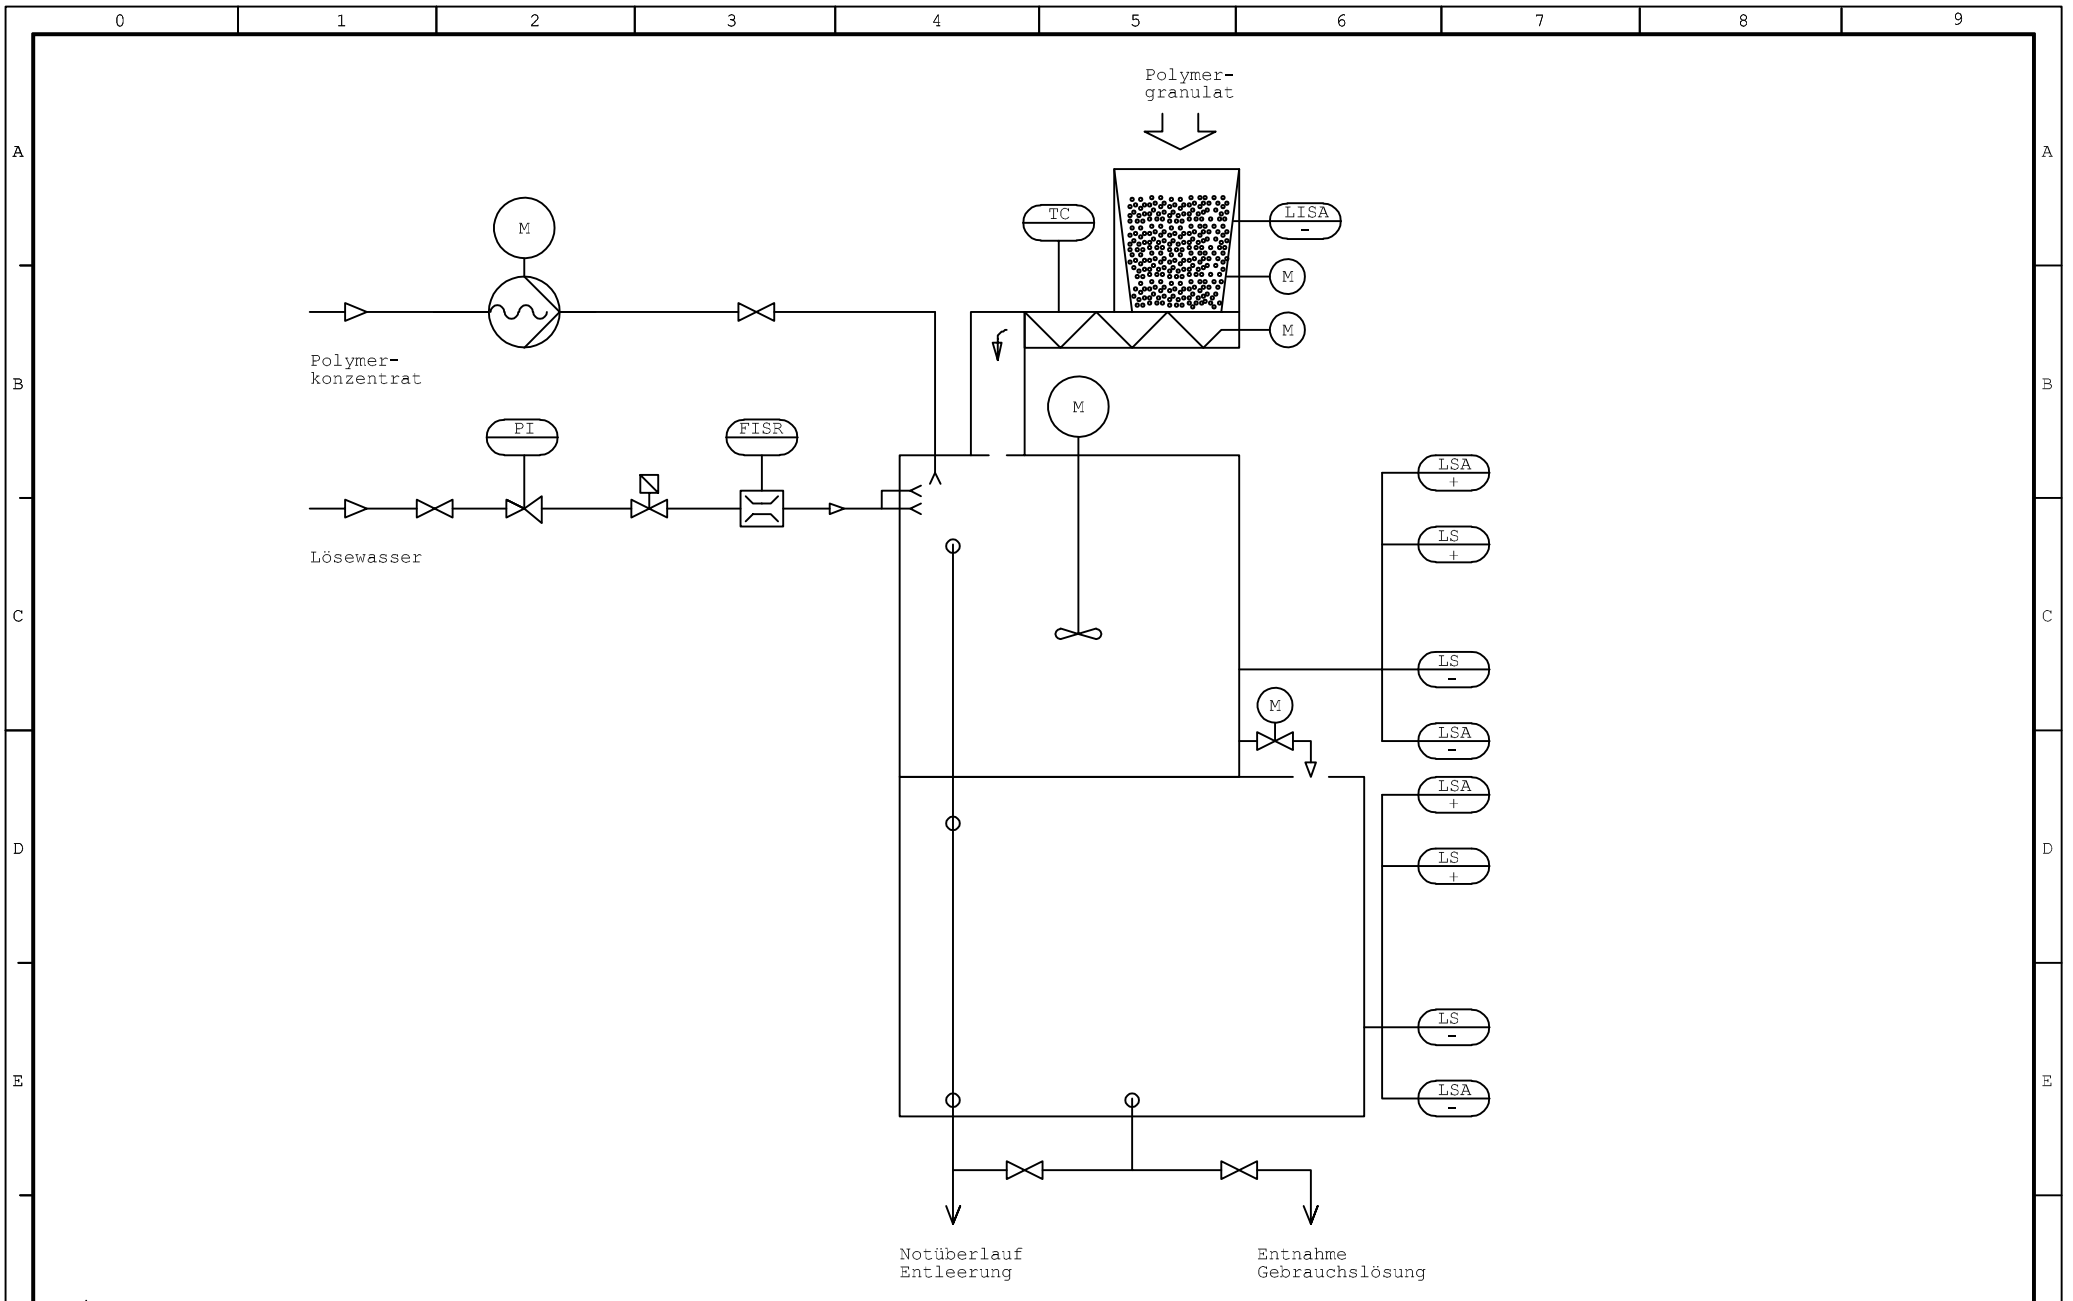 0 1 2 3 4 5 6 7 8 9
Polymer-
granulat
A A
TC
LISA
-
M
M
M
M
Polymer-
konzentrat
B B
M
PI
FISR
LSA
+
LS
+
Lösewasser
C C
LS
-
M
LSA
-
LSA
+
D D
LS
+
LS
-
E E
LSA
-
Notüberlauf
Entleerung
Entnahme
Gebrauchslösung